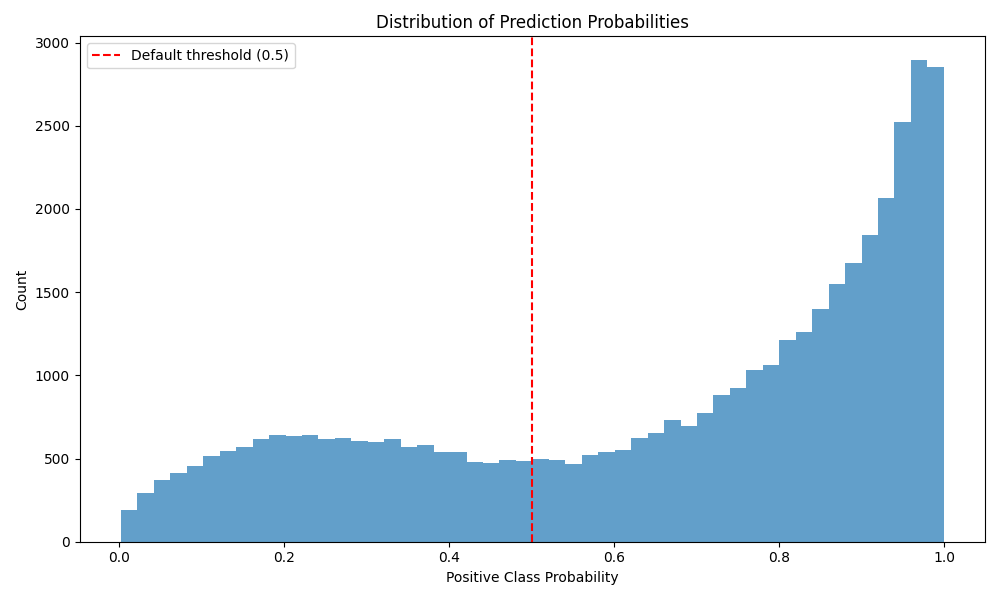 Distribution of Prediction Probabilities
Default threshold (0.5)
Count
3000
2500
2000
1500
1000
500
0
0.0 0.2 0.4 0.6 0.8 1.0
Positive Class Probability